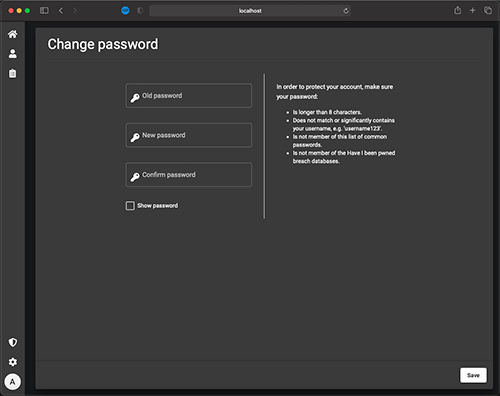 localhost
Change password
Old password
New password
Confirm password
Show password
In order to protect your account, make sure
your password:
Is longer than 8 characters.
Does not match or significantly contains
your username, e.g. 'username123'.
Is not member of this list of common
passwords.
Is not member of the Have I been pwned
breach databases.
A
Save